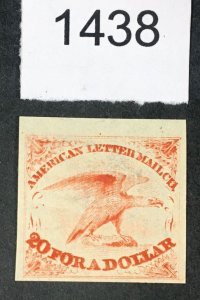 1438
AMERICAN LETTER MAIL CO.
20 FOR A DOLLAR